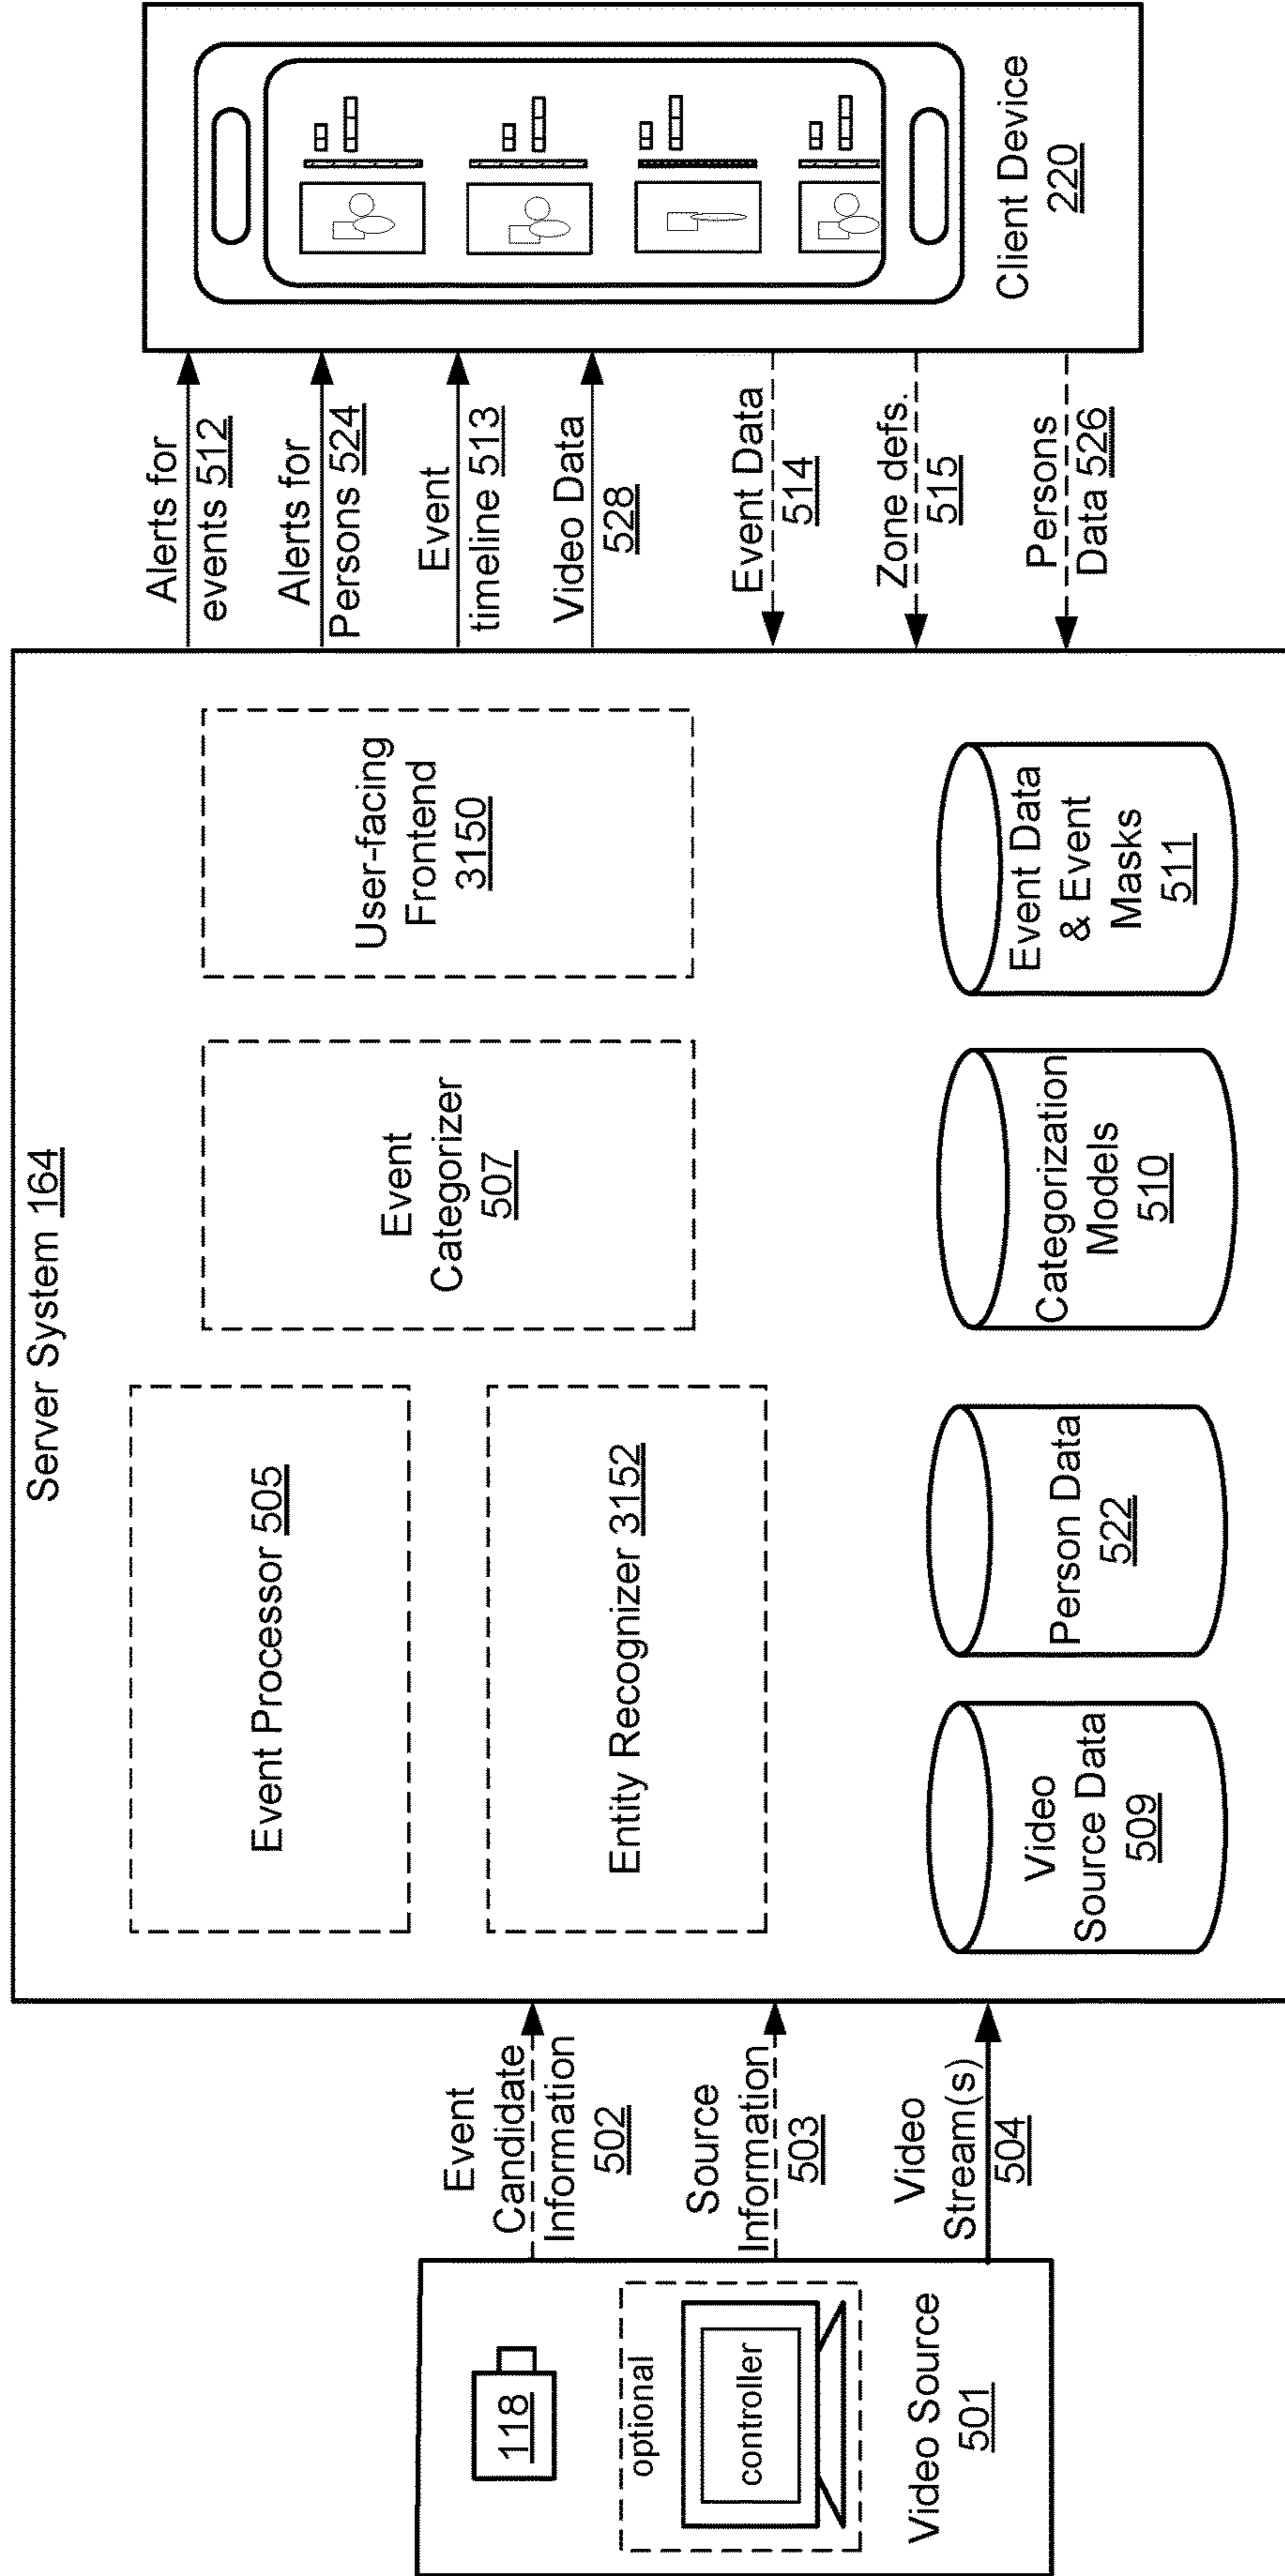 Server System 164
Event Processor 505
Entity Recognizer 3152
Event
Categorizer
507
User-facing
Frontend
3150
Video
Source Data
509
Person Data
522
Categorization
Models
510
Event Data
& Event
Masks
511
118
optional
controller
Video Source
501
Event
Candidate
Information
502
Source
Information
503
Video
Stream(s)
504
Alerts for
events 512
Alerts for
Persons 524
Event
timeline 513
Video Data
528
Event Data
514
Zone defs.
515
Persons
Data 526
Client Device
220